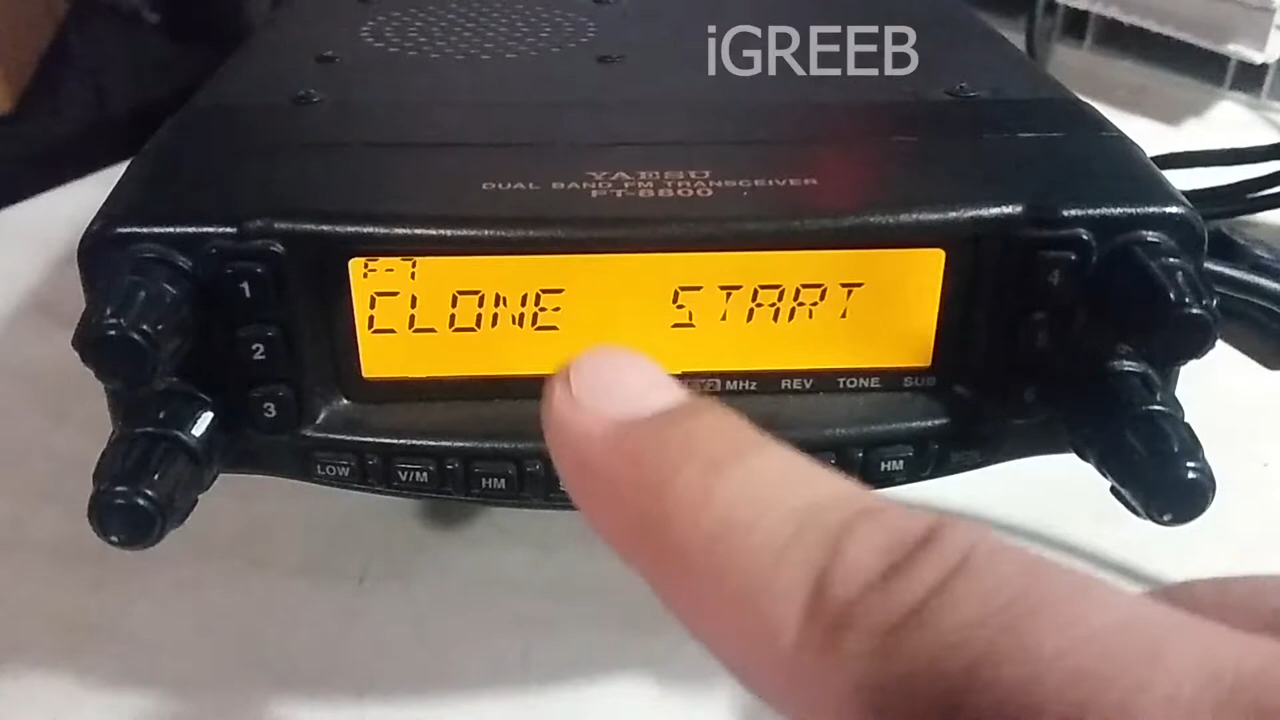 iGREEB
YAESU
DUAL BAND FM TRANSCEIVER
FT-8800
F-7
CLONE START
1
2
3
4
MHz REV TONE SUB
LOW V/M HM HM